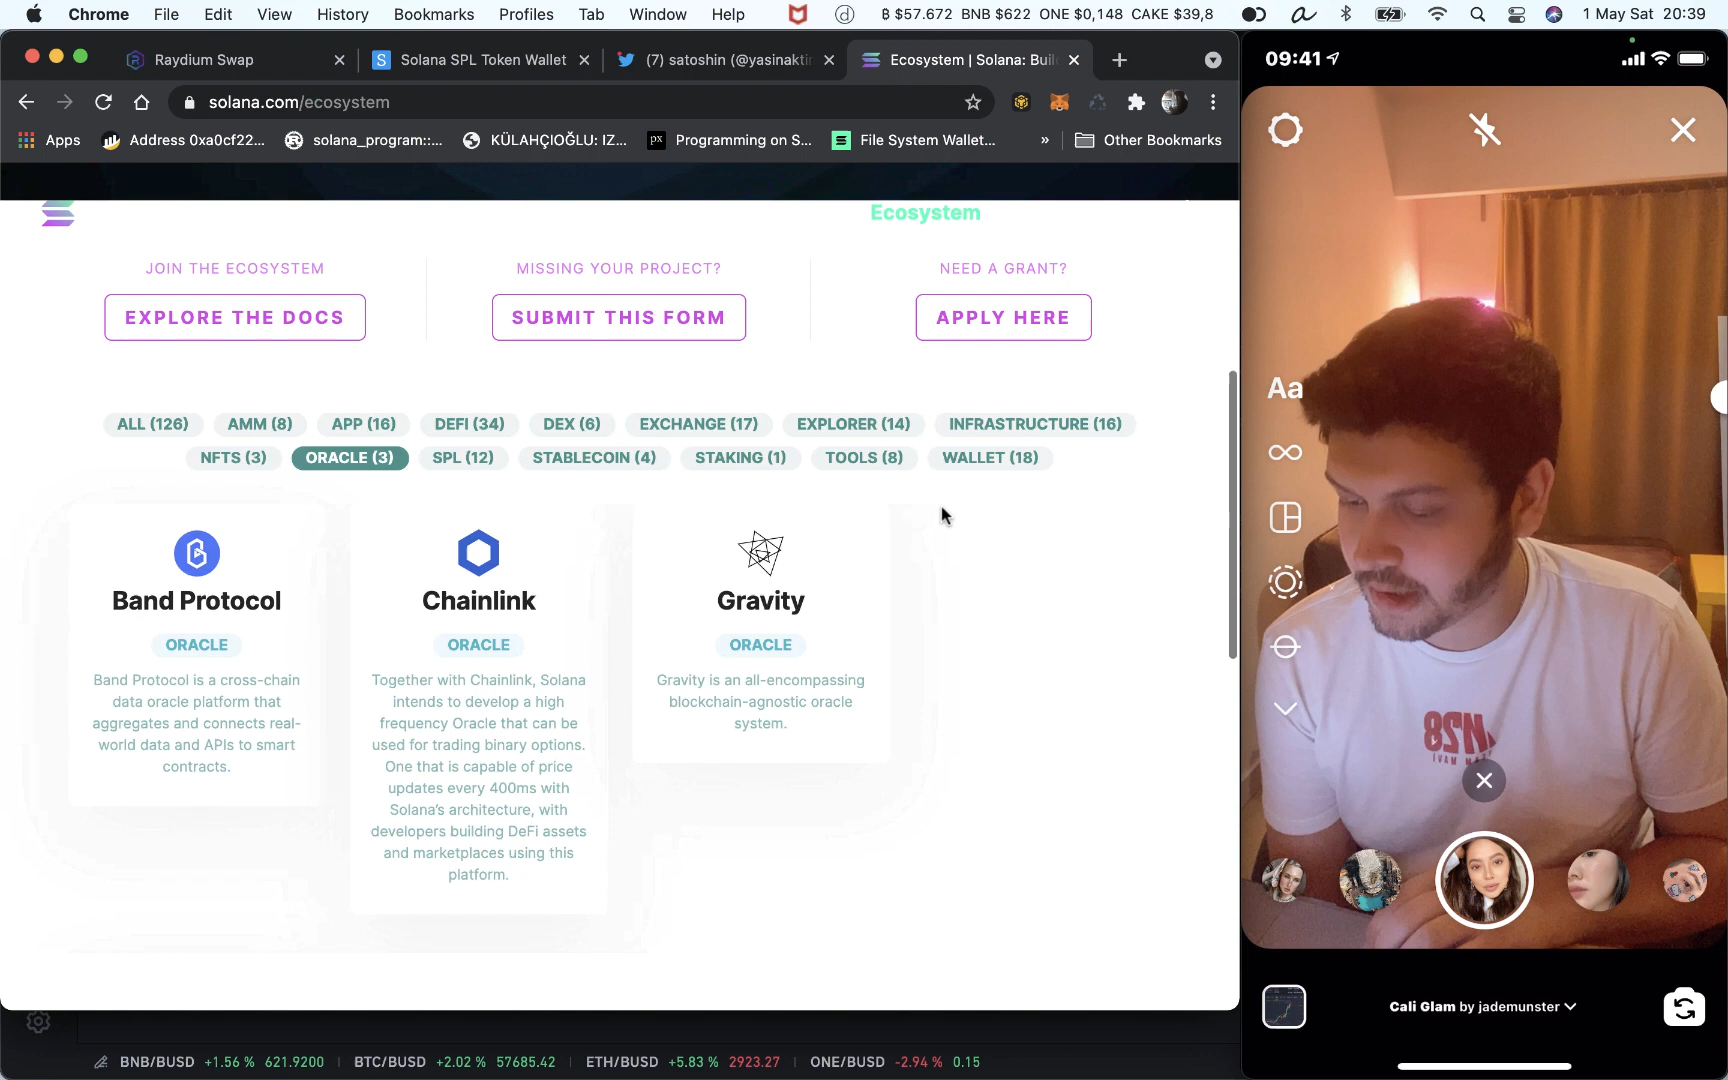 Chrome File Edit View History Bookmarks Profiles Tab Window Help ₿ $57.672 BNB $622 ONE $0,148 CAKE $39,8 1 May Sat 20:39
Raydium Swap
Solana SPL Token Wallet
(7) satoshin (@yasinaktin
Ecosystem | Solana: Buil
solana.com/ecosystem
Apps Address 0xa0cf22... solana_program::... KÜLAHÇIOĞLU: IZ... px Programming on S... File System Wallet... » Other Bookmarks
Ecosystem
JOIN THE ECOSYSTEM
EXPLORE THE DOCS
MISSING YOUR PROJECT?
SUBMIT THIS FORM
NEED A GRANT?
APPLY HERE
ALL (126) AMM (8) APP (16) DEFI (34) DEX (6) EXCHANGE (17) EXPLORER (14) INFRASTRUCTURE (16)
NFTS (3) ORACLE (3) SPL (12) STABLECOIN (4) STAKING (1) TOOLS (8) WALLET (18)
Band Protocol
ORACLE
Band Protocol is a cross-chain
data oracle platform that
aggregates and connects real-
world data and APIs to smart
contracts.
Chainlink
ORACLE
Together with Chainlink, Solana
intends to develop a high
frequency Oracle that can be
used for trading binary options.
One that is capable of price
updates every 400ms with
Solana's architecture, with
developers building DeFi assets
and marketplaces using this
platform.
Gravity
ORACLE
Gravity is an all-encompassing
blockchain-agnostic oracle
system.
BNB/BUSD +1.56 % 621.9200 BTC/BUSD +2.02 % 57685.42 ETH/BUSD +5.83 % 2923.27 ONE/BUSD -2.94 % 0.15
09:41
Aa
Cali Glam by jademunster